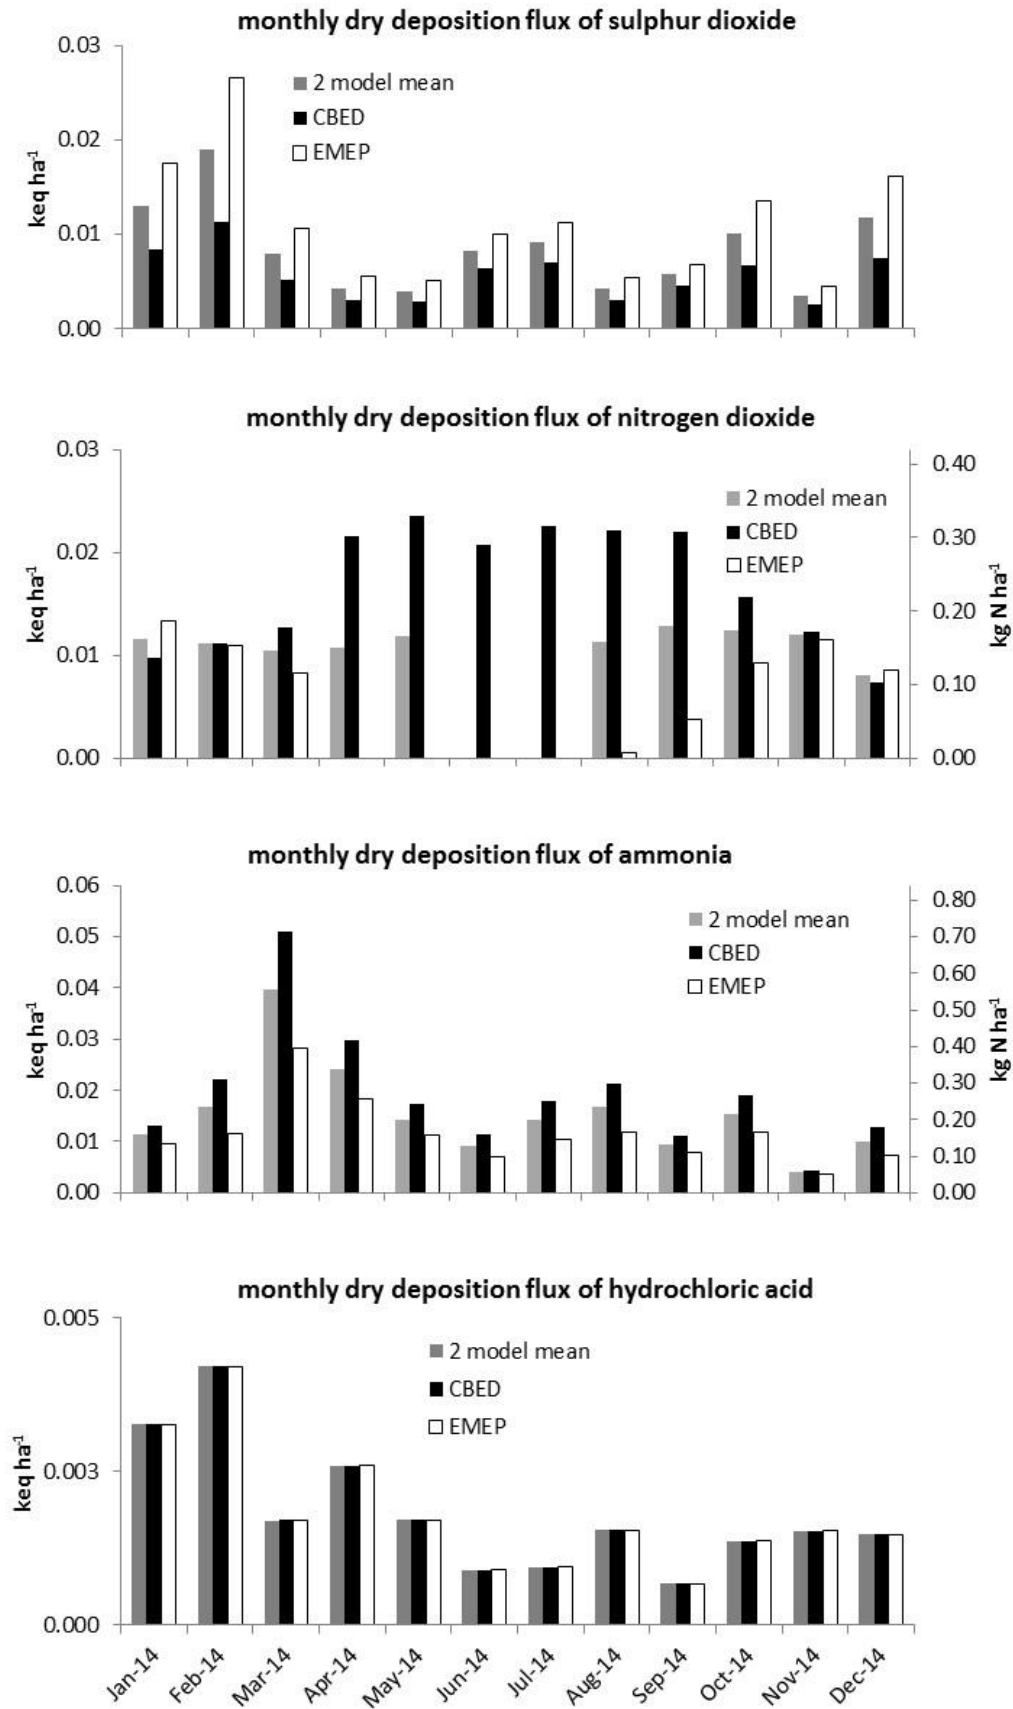 monthly dry deposition flux of sulphur dioxide
0.03
0.02
0.01
0.00
keq ha-1
2 model mean
CBED
EMEP
monthly dry deposition flux of nitrogen dioxide
0.03
0.02
0.01
0.00
keq ha-1
2 model mean
CBED
EMEP
0.40
0.30
0.20
0.10
0.00
kg N ha-1
monthly dry deposition flux of ammonia
0.06
0.05
0.04
0.03
0.02
0.01
0.00
keq ha-1
2 model mean
CBED
EMEP
0.80
0.70
0.60
0.50
0.40
0.30
0.20
0.10
0.00
kg N ha-1
monthly dry deposition flux of hydrochloric acid
0.005
0.003
0.000
keq ha-1
2 model mean
CBED
EMEP
Jan-14
Feb-14
Mar-14
Apr-14
May-14
Jun-14
Jul-14
Aug-14
Sep-14
Oct-14
Nov-14
Dec-14